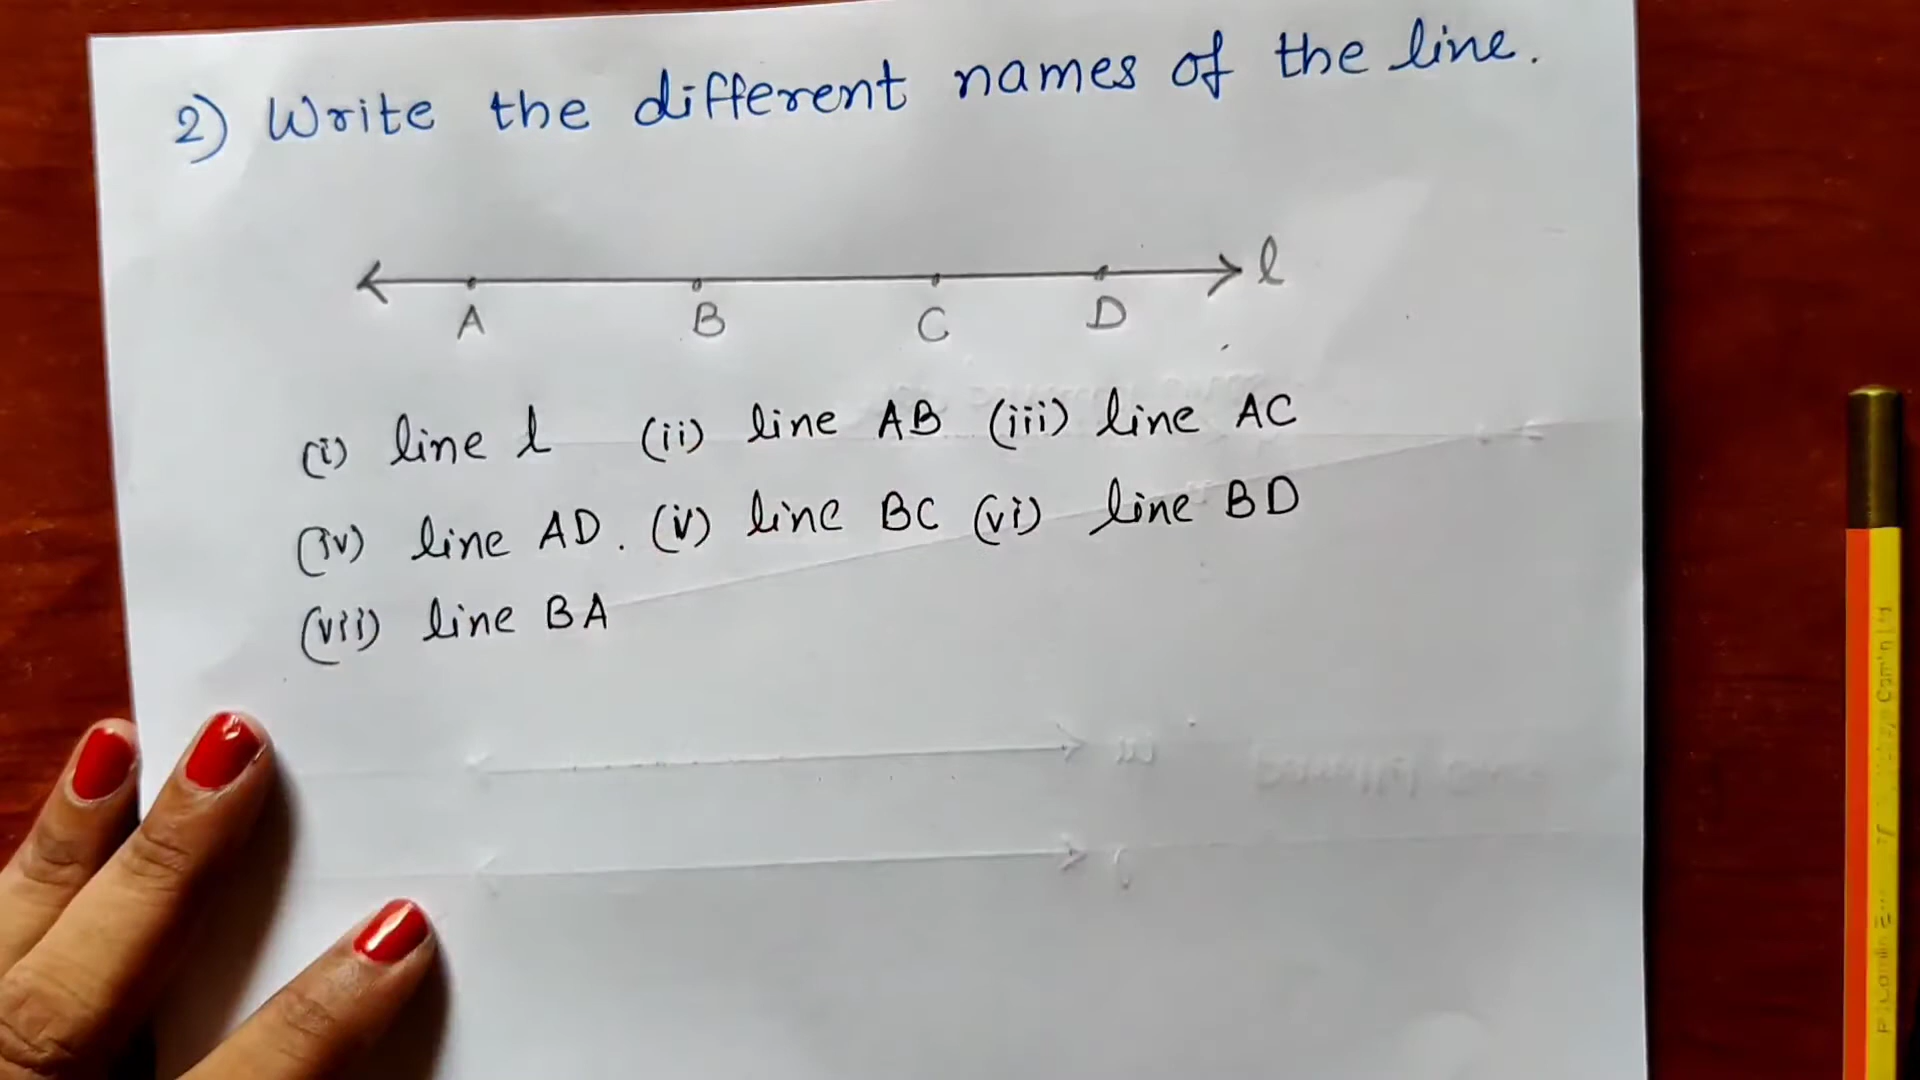 2) Write the different names of the line.
l
A B C D
(i) line l (ii) line AB (iii) line AC
(iv) line AD. (v) line BC (vi) line BD
(vii) line BA